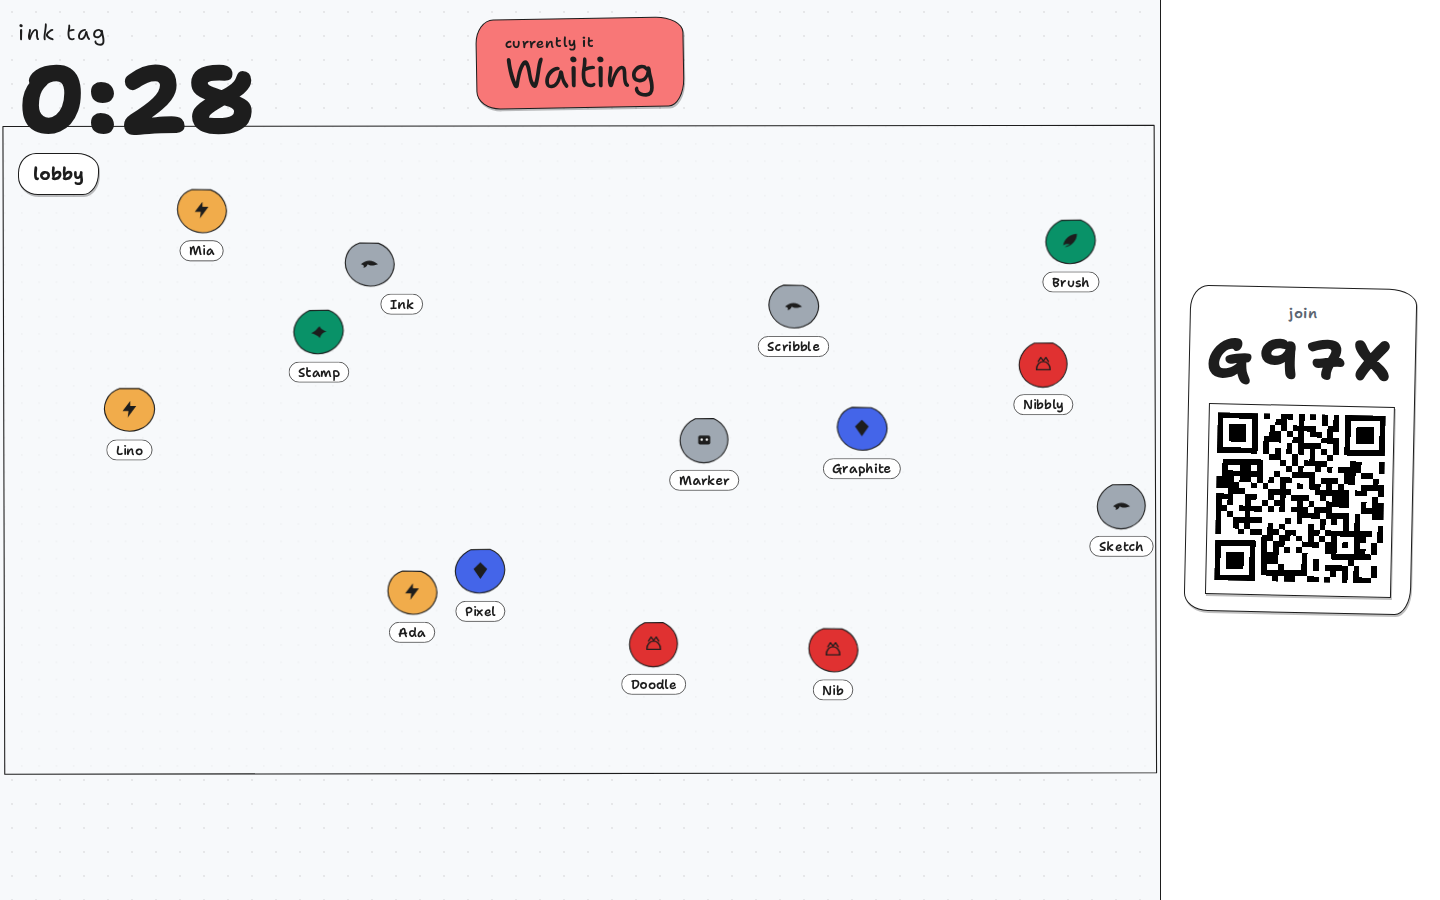 ink tag
0:28
currently it
Waiting
lobby
Mia
Ink
Stamp
Lino
Brush
Scribble
Nibbly
Marker
Graphite
Sketch
Pixel
Ada
Doodle
Nib
join
G97X